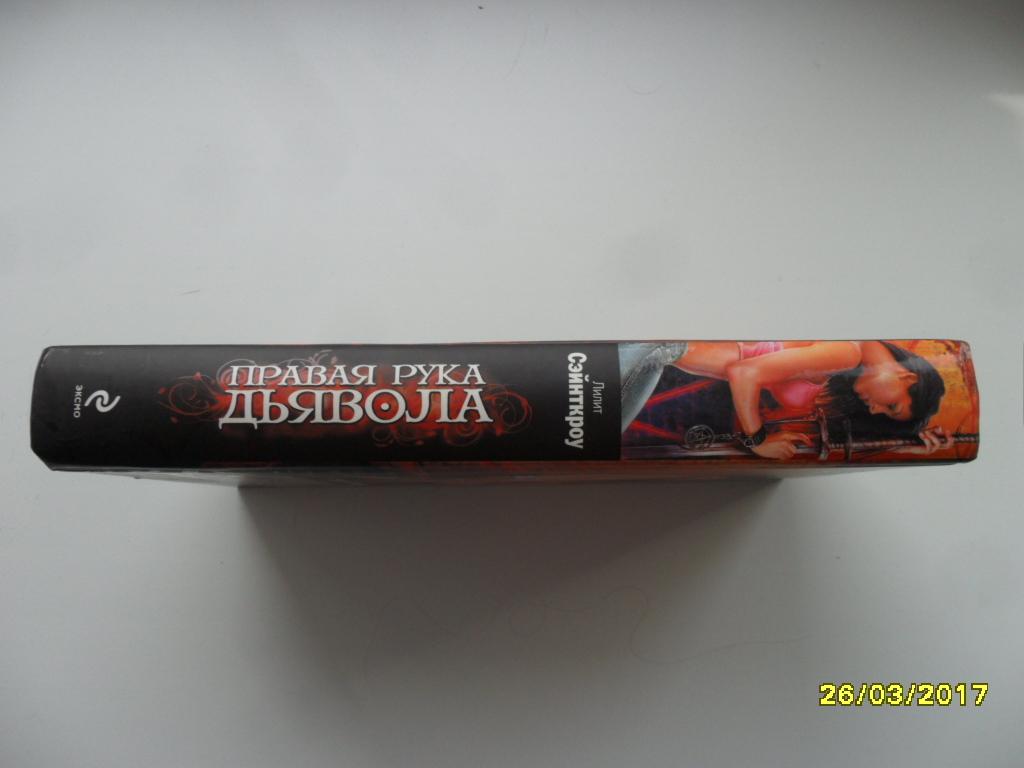 Лилит
Сэйнткроу
ПРАВАЯ РУКА
ДЬЯВОЛА
ЭКСМО
26/03/2017